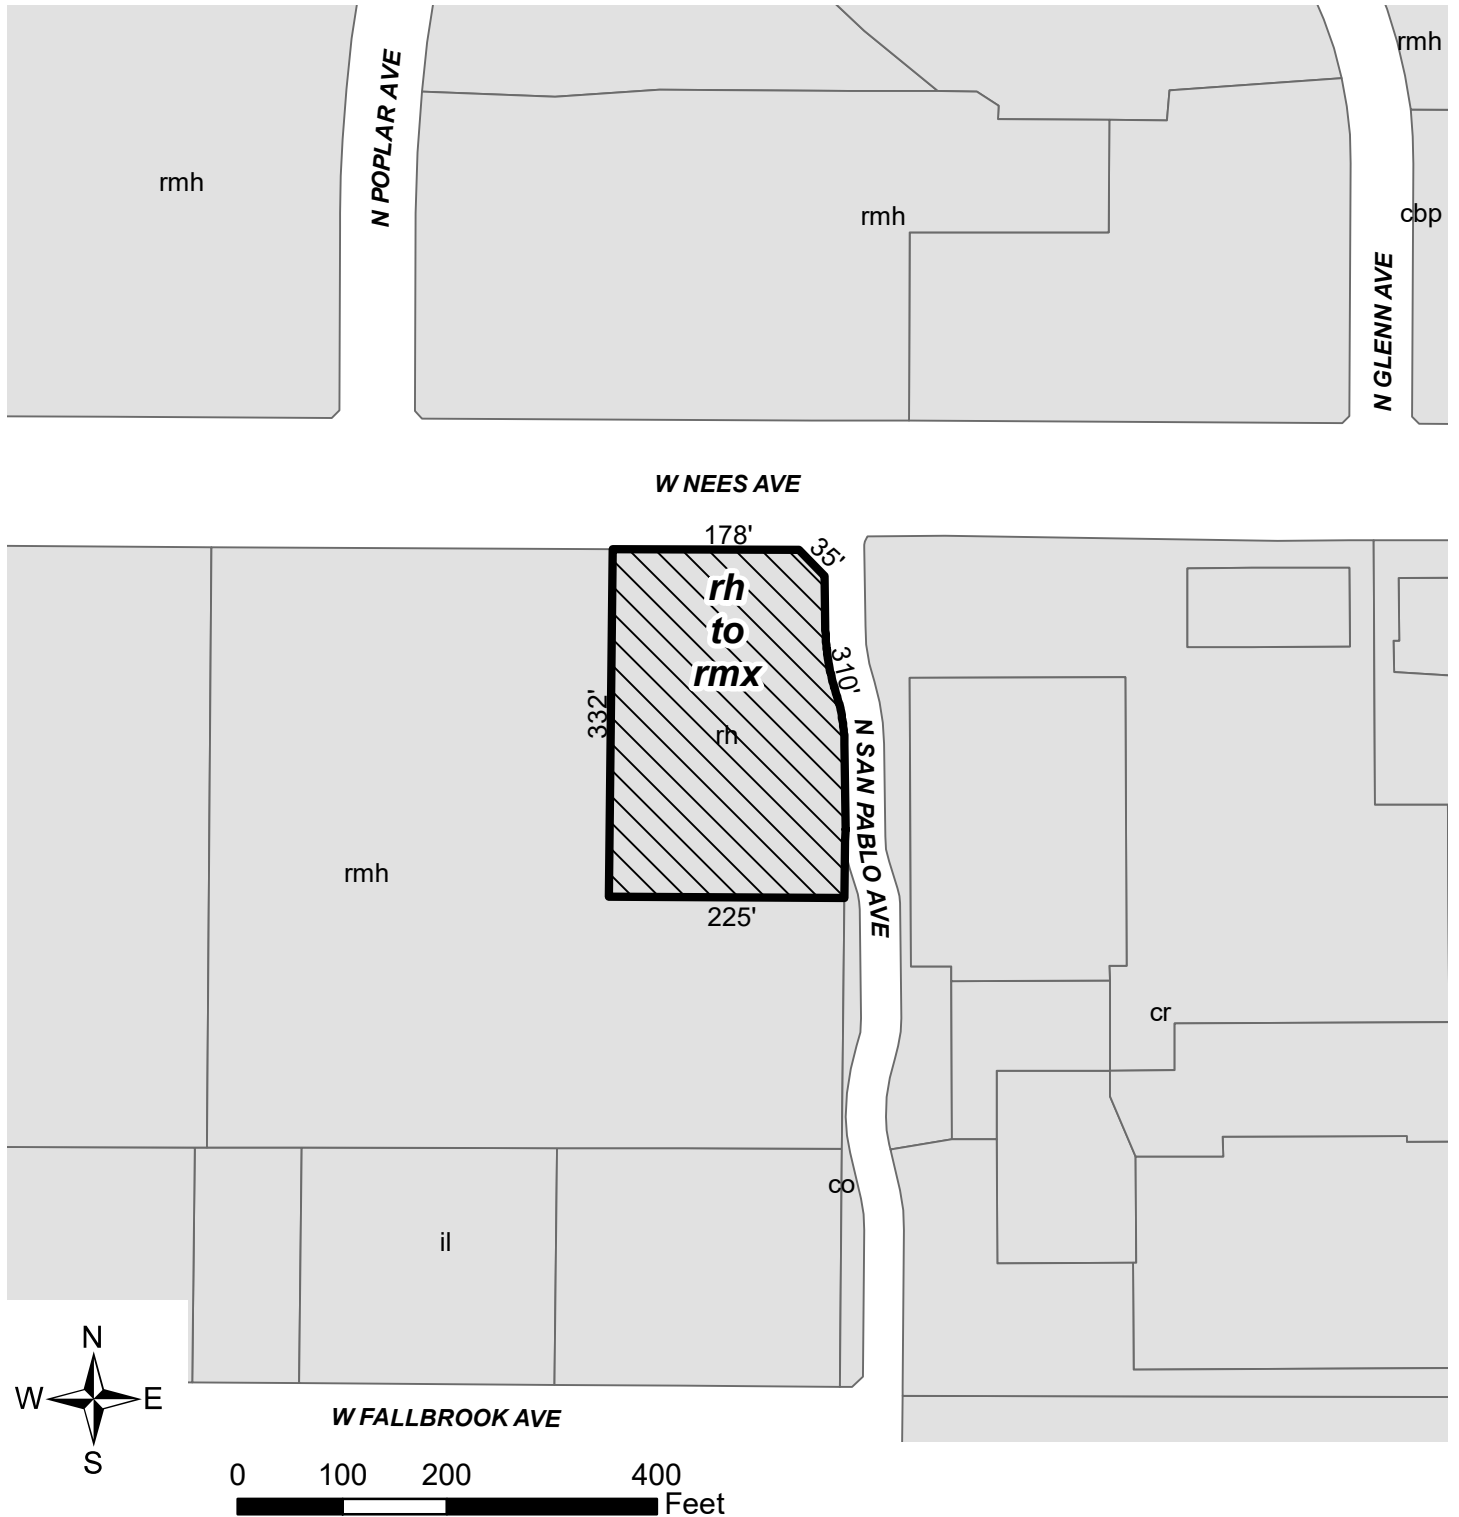 rmh
N POPLAR AVE
rmh
rmh
cbp
N GLENN AVE
W NEES AVE
178'
35'
rh
to
rmx
310'
332'
rh
N SAN PABLO AVE
rmh
225'
cr
co
il
N
W E
S
W FALLBROOK AVE
0 100 200 400
Feet